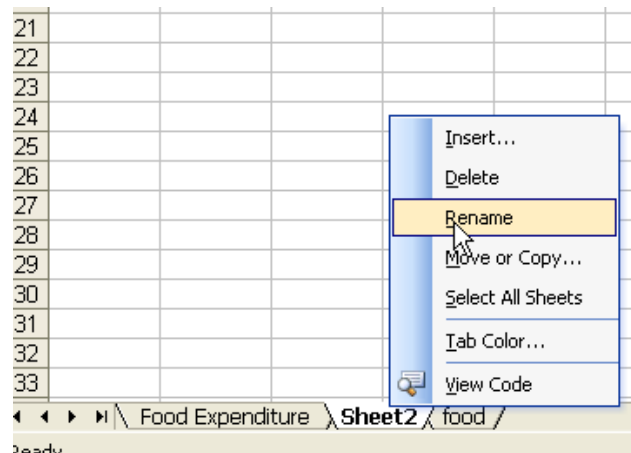 21
22
23
24
25
26
27
28
29
30
31
32
33
Insert...
Delete
Rename
Move or Copy...
Select All Sheets
Tab Color...
View Code
Food Expenditure Sheet2 food
Ready